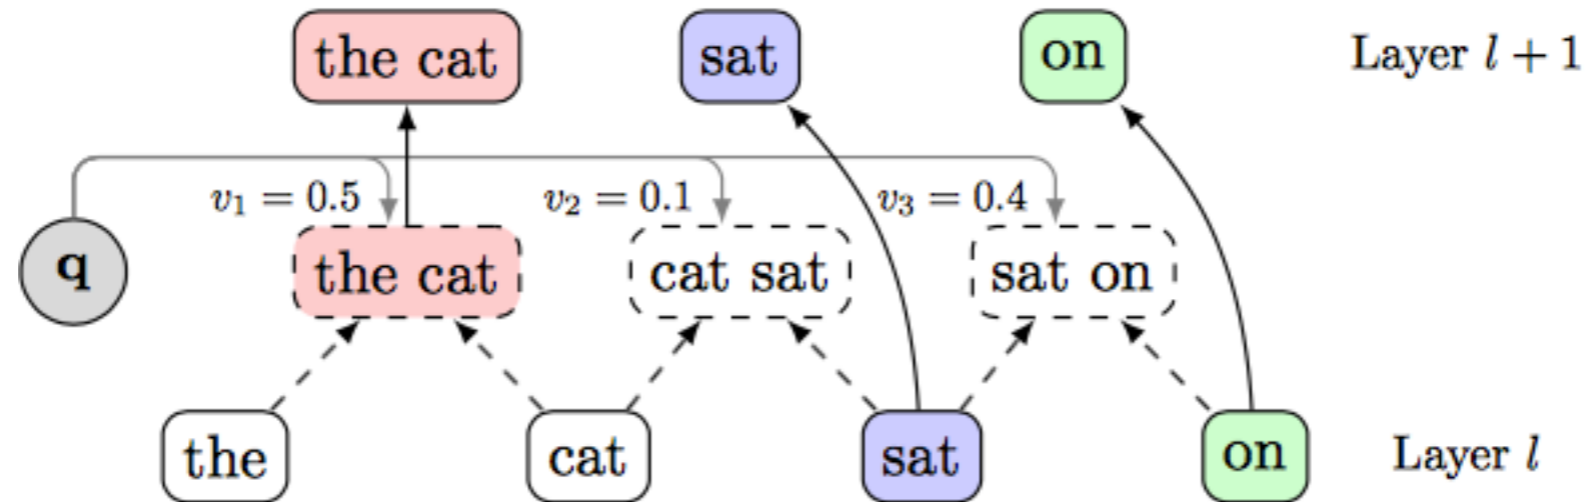 the cat sat on Layer l + 1
v₁ = 0.5 v₂ = 0.1 v₃ = 0.4
q the cat cat sat sat on
the cat sat on Layer l